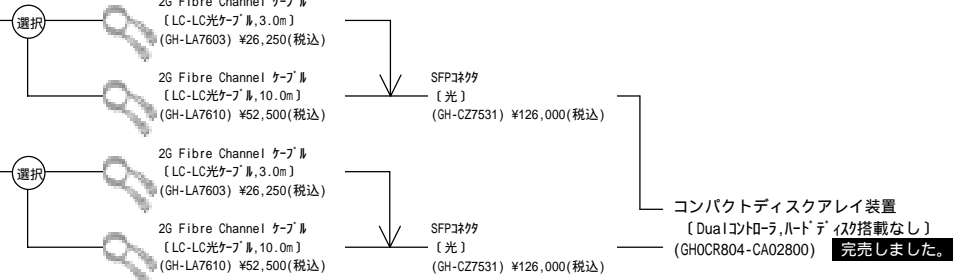 2G Fibre Channel ｹｰﾌﾞﾙ
選択
〔LC-LC光ｹｰﾌﾞﾙ,3.0m〕
(GH-LA7603) ¥26,250(税込)
2G Fibre Channel ｹｰﾌﾞﾙ
〔LC-LC光ｹｰﾌﾞﾙ,10.0m〕
(GH-LA7610) ¥52,500(税込)
SFPｺﾈｸﾀ
〔光〕
(GH-CZ7531) ¥126,000(税込)
2G Fibre Channel ｹｰﾌﾞﾙ
選択
〔LC-LC光ｹｰﾌﾞﾙ,3.0m〕
(GH-LA7603) ¥26,250(税込)
2G Fibre Channel ｹｰﾌﾞﾙ
〔LC-LC光ｹｰﾌﾞﾙ,10.0m〕
(GH-LA7610) ¥52,500(税込)
SFPｺﾈｸﾀ
〔光〕
(GH-CZ7531) ¥126,000(税込)
コンパクトディスクアレイ装置
〔Dualｺﾝﾄﾛｰﾗ,ﾊｰﾄﾞﾃﾞｨｽｸ搭載なし〕
(GH0CR804-CA02800) 完売しました。